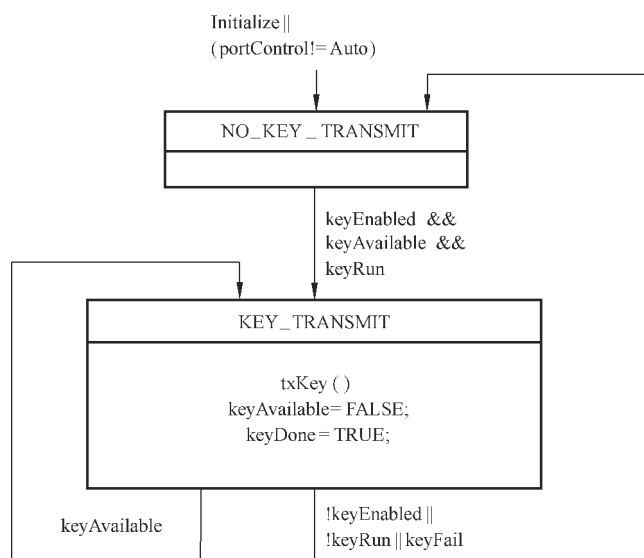 Initialize ||
(portControl!= Auto)
NO_KEY_TRANSMIT
keyEnabled &&
keyAvailable &&
keyRun
KEY_TRANSMIT
txKey ( )
keyAvailable= FALSE;
keyDone= TRUE;
keyAvailable
!keyEnabled ||
!keyRun || keyFail